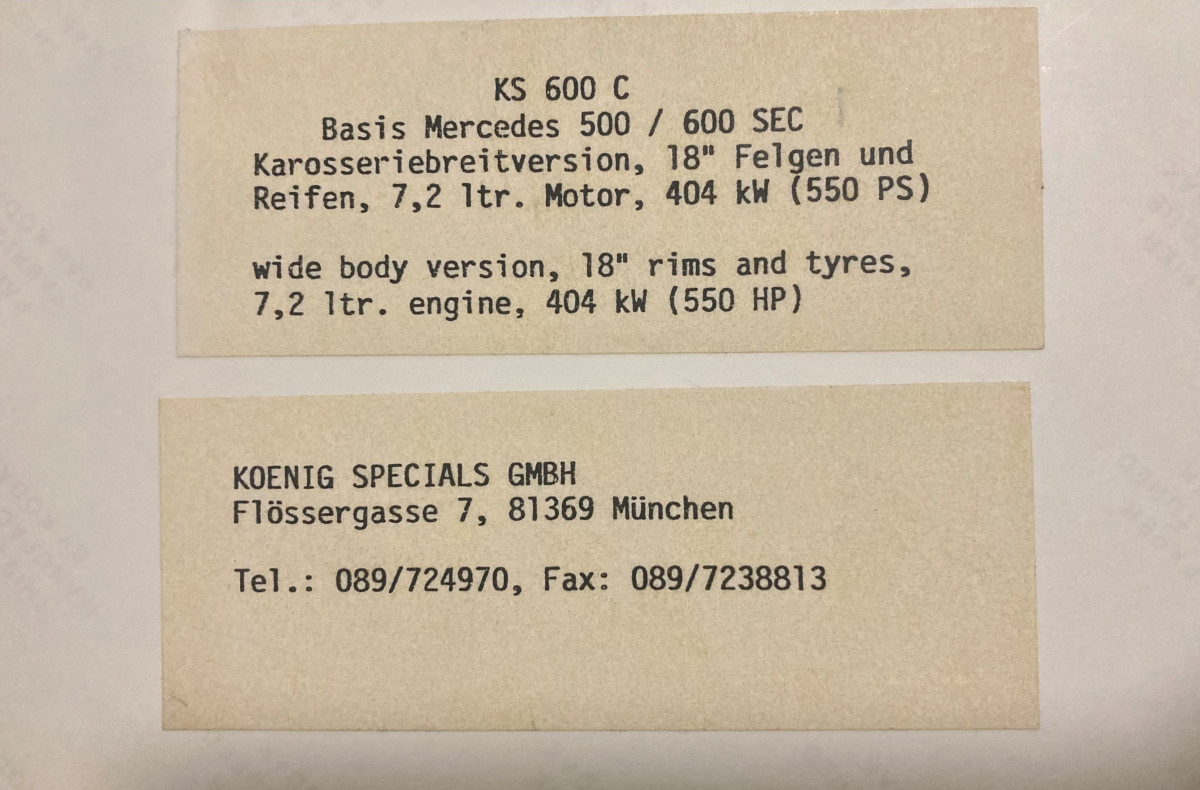 KS 600 C
Basis Mercedes 500 / 600 SEC
Karosseriebreitversion, 18" Felgen und
Reifen, 7,2 ltr. Motor, 404 kW (550 PS)
wide body version, 18" rims and tyres,
7,2 ltr. engine, 404 kW (550 HP)
KOENIG SPECIALS GMBH
Flössergasse 7, 81369 München
Tel.: 089/724970, Fax: 089/7238813